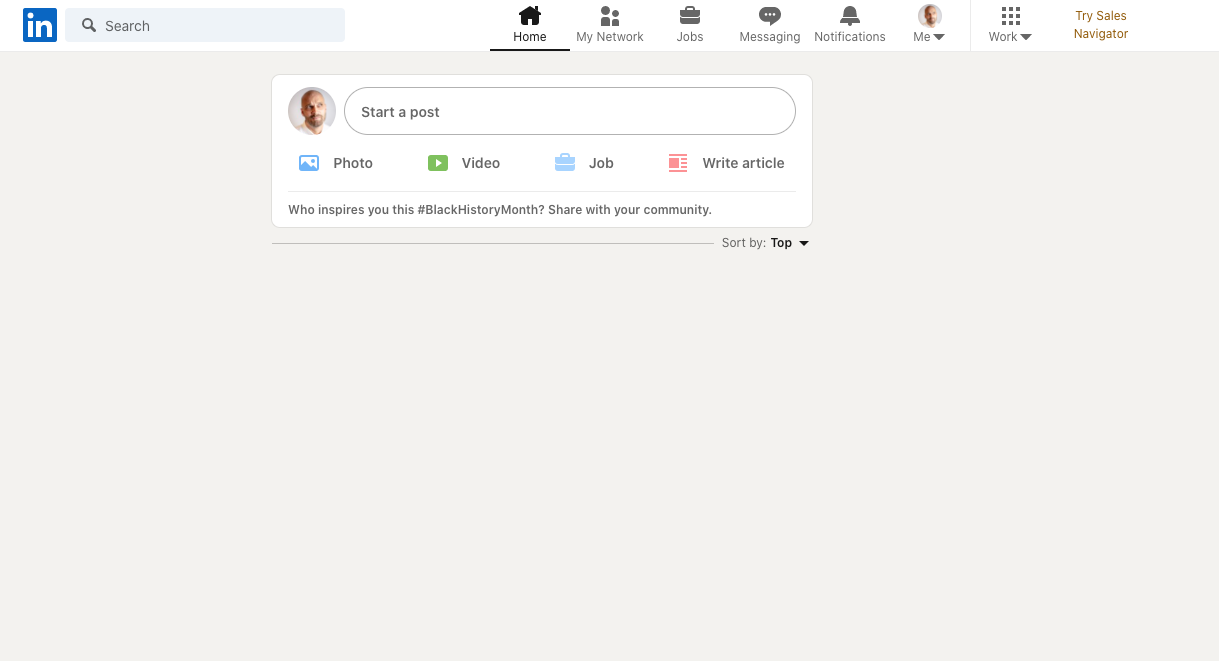 in
Search
Home
My Network
Jobs
Messaging
Notifications
Me
Work
Try Sales
Navigator
Start a post
Photo
Video
Job
Write article
Who inspires you this #BlackHistoryMonth? Share with your community.
Sort by: Top